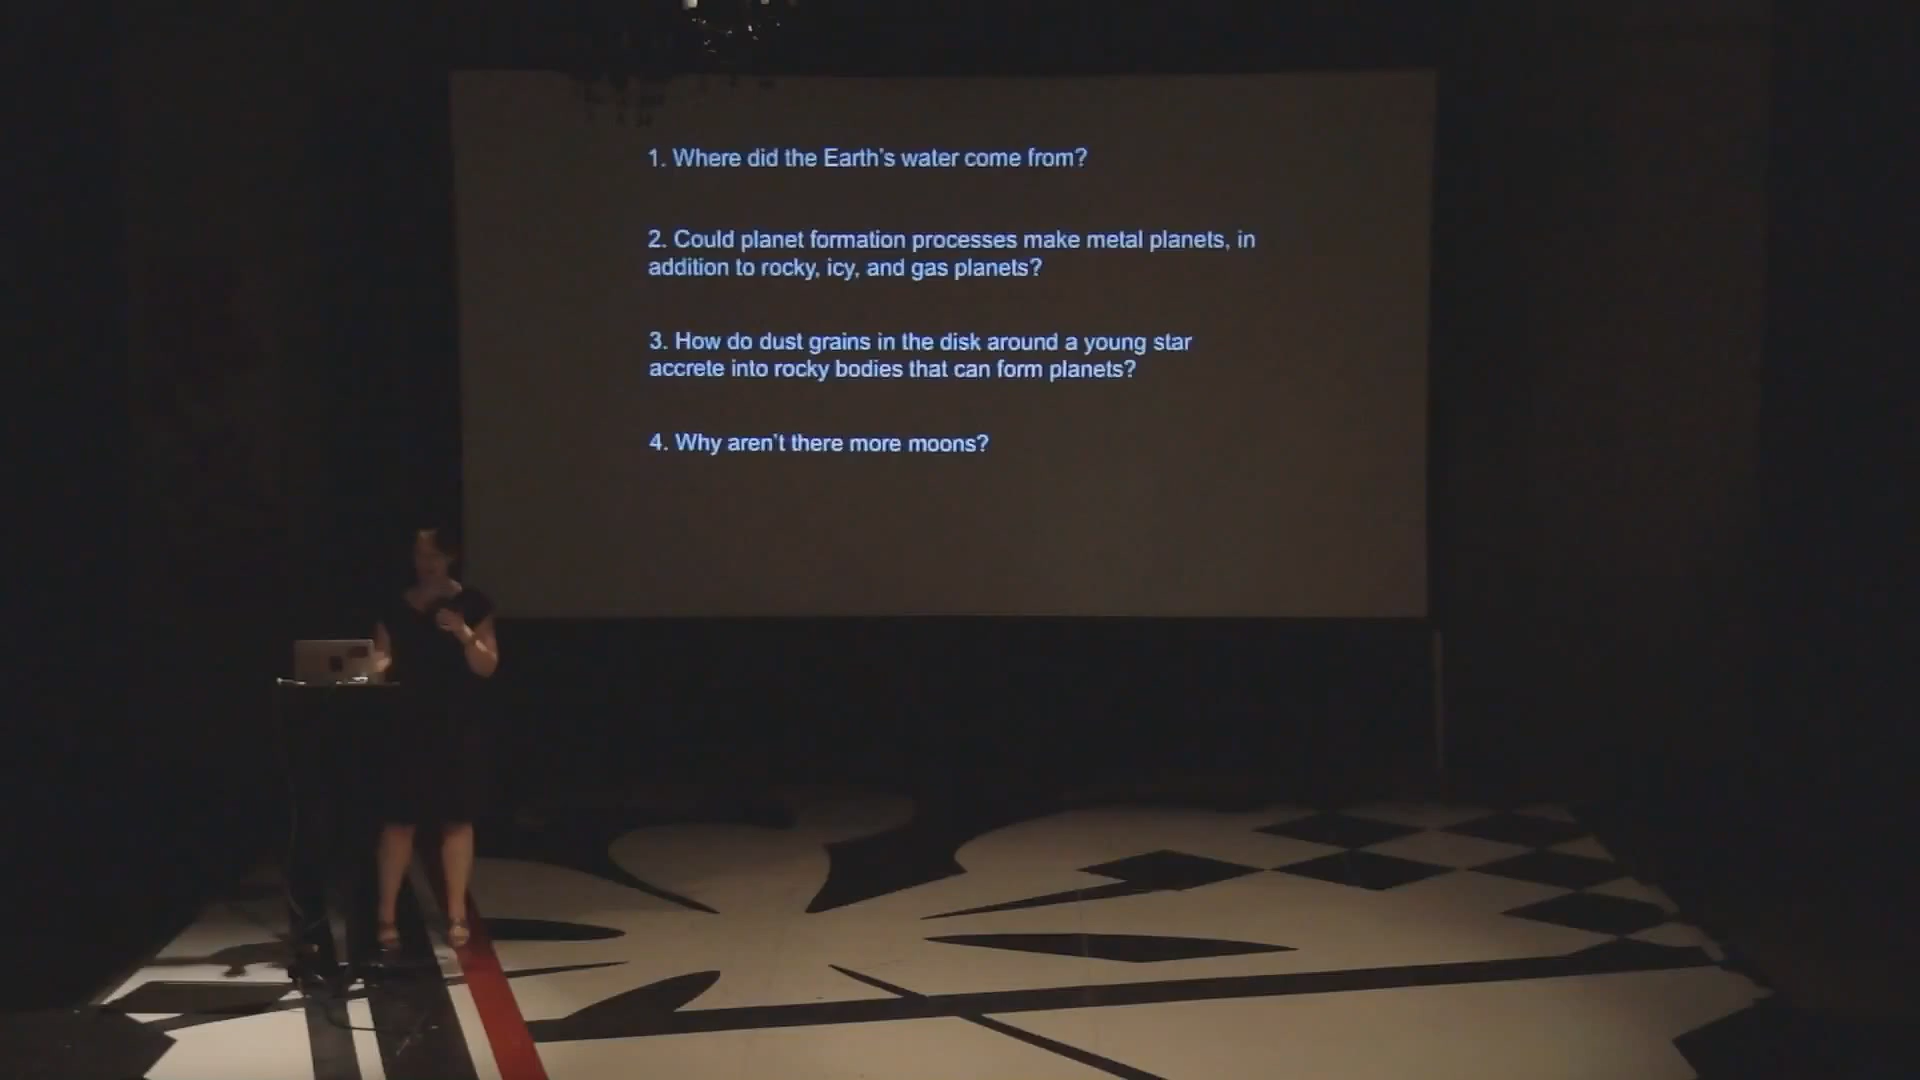 1. Where did the Earth's water come from?
2. Could planet formation processes make metal planets, in
addition to rocky, icy, and gas planets?
3. How do dust grains in the disk around a young star
accrete into rocky bodies that can form planets?
4. Why aren't there more moons?